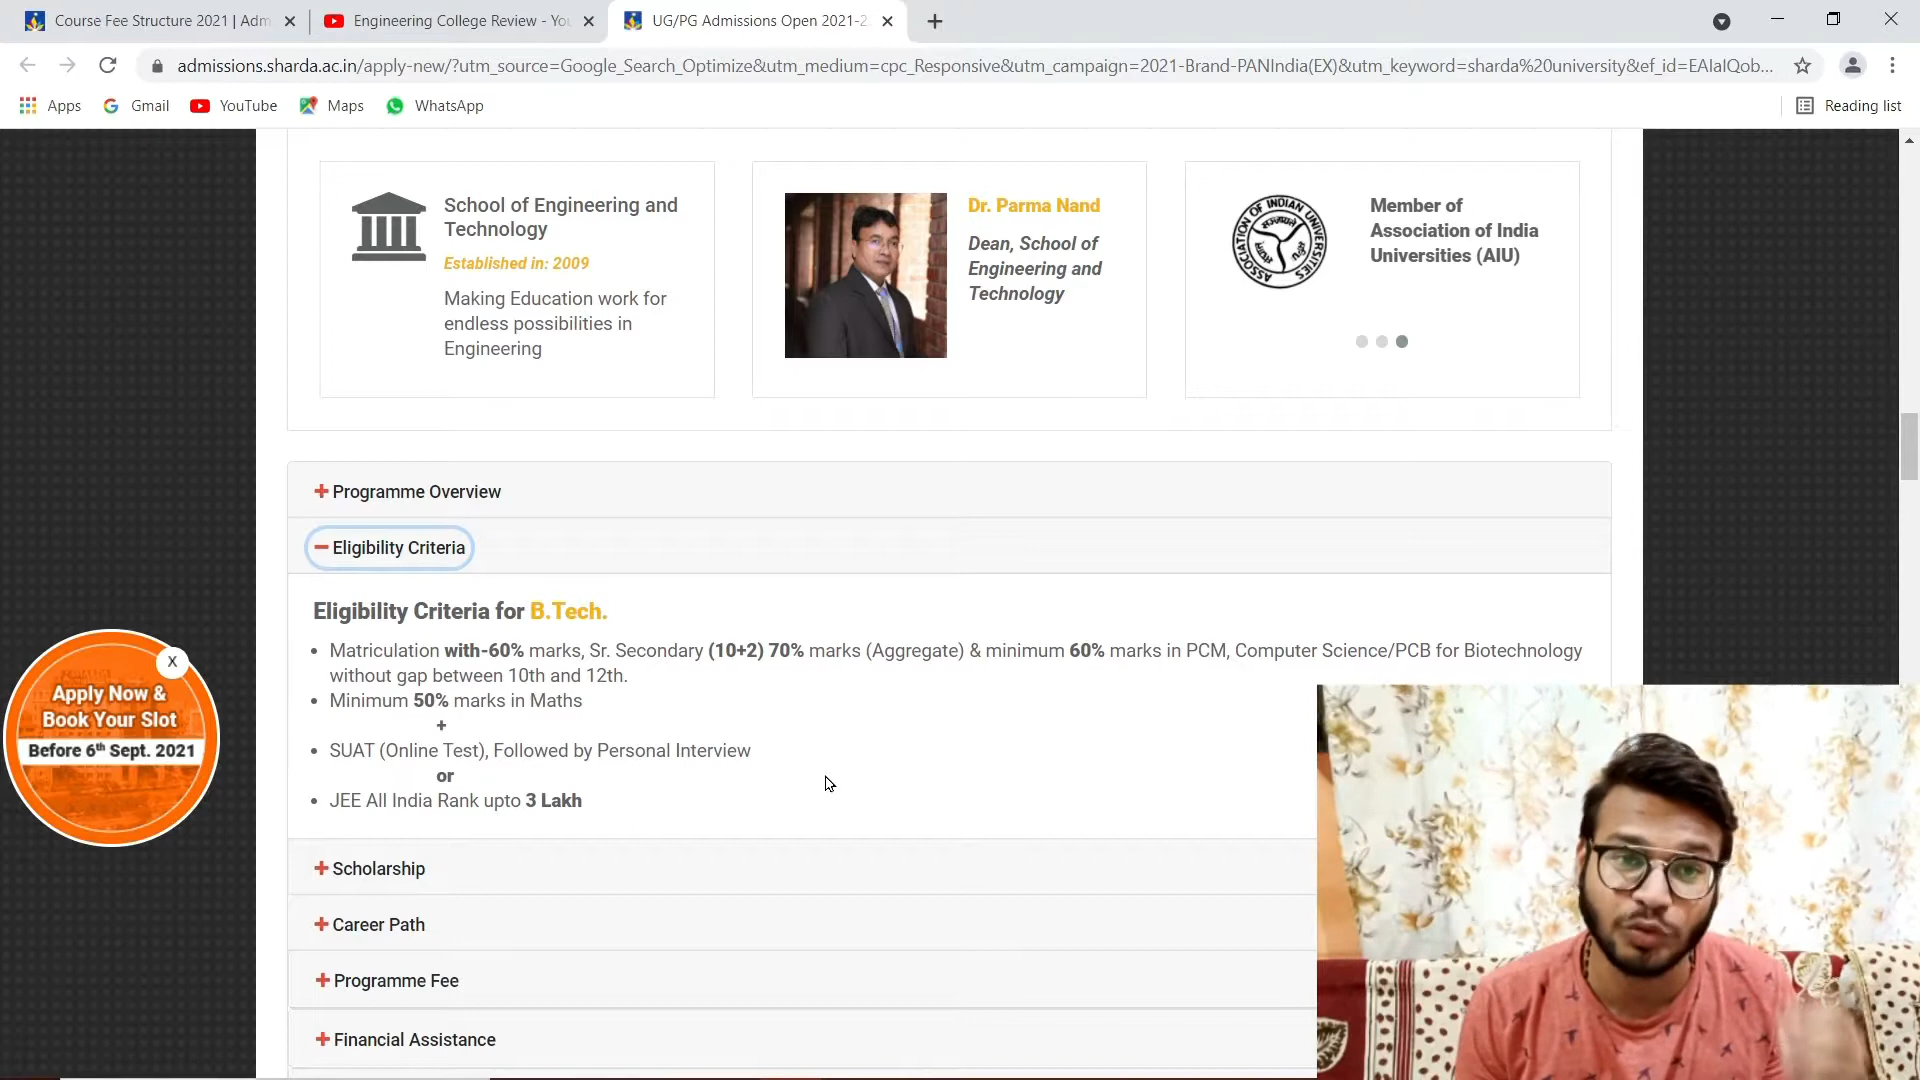 Course Fee Structure 2021 | Adm
Engineering College Review - You
UG/PG Admissions Open 2021-2
admissions.sharda.ac.in/apply-new/?utm_source=Google_Search_Optimize&utm_medium=cpc_Responsive&utm_campaign=2021-Brand-PANIndia(EX)&utm_keyword=sharda%20university&ef_id=EAIaIQob...
Apps
Gmail
YouTube
Maps
WhatsApp
Reading list
School of Engineering and
Technology
Established in: 2009
Making Education work for
endless possibilities in
Engineering
Dr. Parma Nand
Dean, School of
Engineering and
Technology
ASSOCIATION OF INDIAN UNIVERSITIES
Member of
Association of India
Universities (AIU)
+ Programme Overview
− Eligibility Criteria
Eligibility Criteria for B.Tech.
• Matriculation with-60% marks, Sr. Secondary (10+2) 70% marks (Aggregate) & minimum 60% marks in PCM, Computer Science/PCB for Biotechnology
without gap between 10th and 12th.
• Minimum 50% marks in Maths
+
• SUAT (Online Test), Followed by Personal Interview
or
• JEE All India Rank upto 3 Lakh
X
Apply Now &
Book Your Slot
Before 6th Sept. 2021
+ Scholarship
+ Career Path
+ Programme Fee
+ Financial Assistance